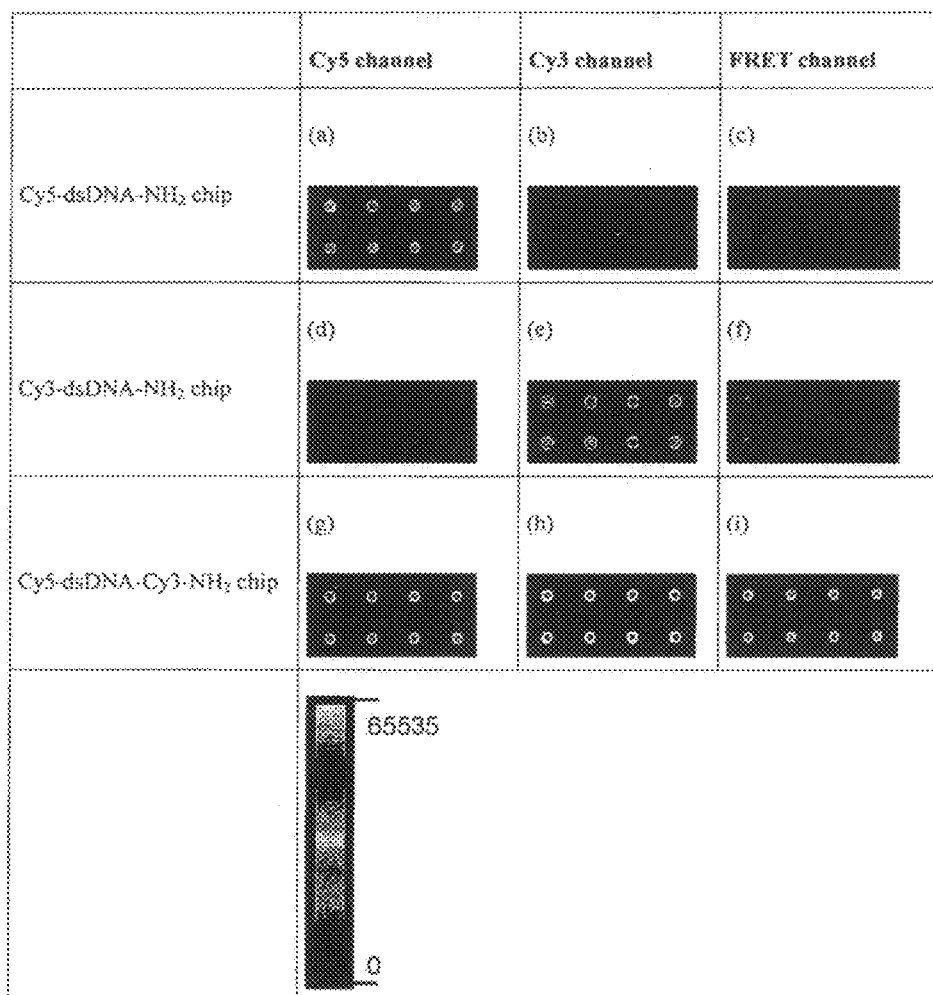 Cy5 channel Cy3 channel FRET channel
(a) (b) (c)
Cy5-dsDNA-NH₂ chip
(d) (e) (f)
Cy3-dsDNA-NH₂ chip
(g) (h) (i)
Cy5-dsDNA-Cy3-NH₂ chip
65535
0